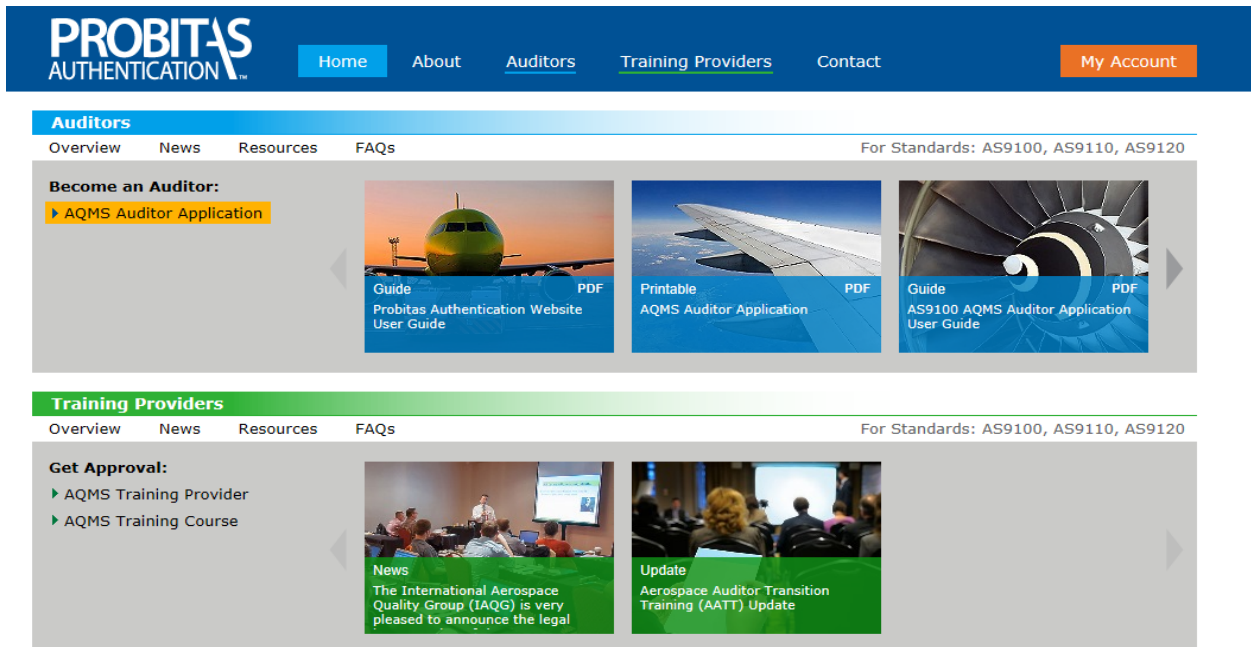 PROBITAS
AUTHENTICATION™
Home About Auditors Training Providers Contact My Account
Auditors
Overview News Resources FAQs For Standards: AS9100, AS9110, AS9120
Become an Auditor:
AQMS Auditor Application
Guide PDF
Probitas Authentication Website
User Guide
Printable PDF
AQMS Auditor Application
Guide PDF
AS9100 AQMS Auditor Application
User Guide
Training Providers
Overview News Resources FAQs For Standards: AS9100, AS9110, AS9120
Get Approval:
AQMS Training Provider
AQMS Training Course
News
The International Aerospace
Quality Group (IAQG) is very
pleased to announce the legal
Update
Aerospace Auditor Transition
Training (AATT) Update